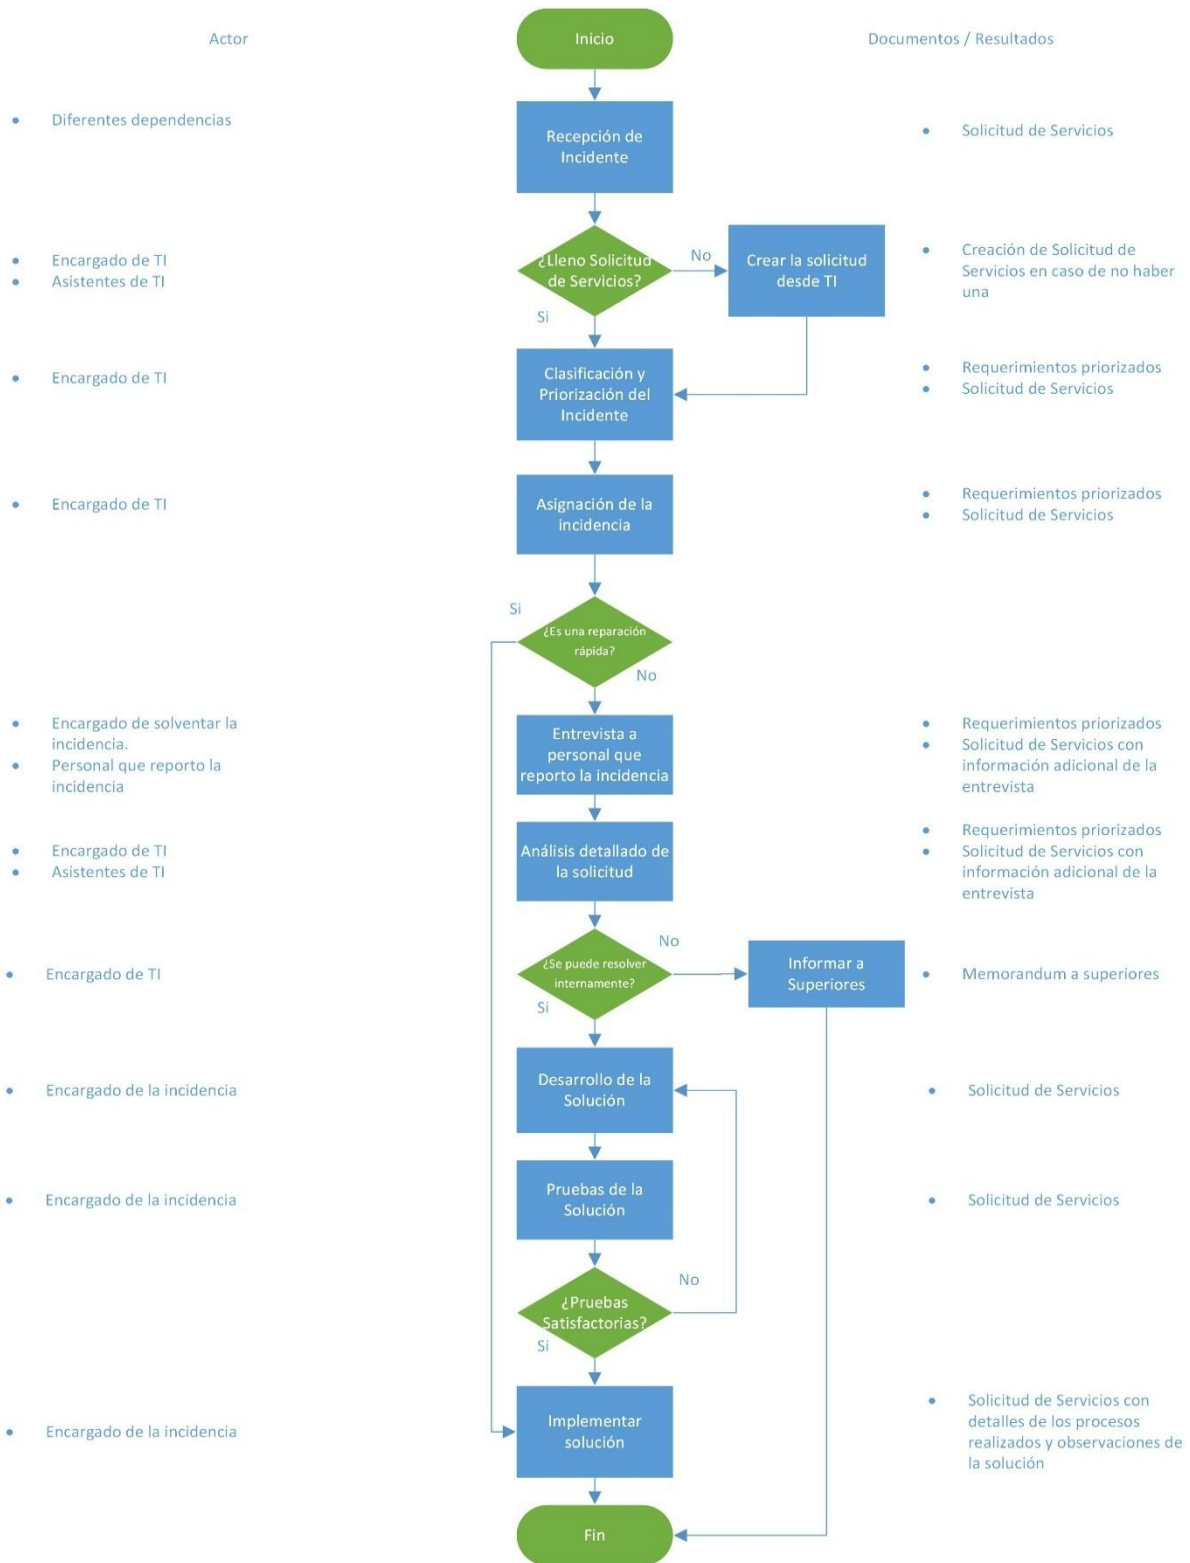 Actor
Inicio
Documentos / Resultados
Diferentes dependencias
Recepción de
Incidente
Solicitud de Servicios
Encargado de TI
Asistentes de TI
¿Lleno Solicitud
de Servicios?
No
Si
Crear la solicitud
desde TI
Creación de Solicitud de
Servicios en caso de no haber
una
Encargado de TI
Clasificación y
Priorización del
Incidente
Requerimientos priorizados
Solicitud de Servicios
Encargado de TI
Asignación de la
incidencia
Requerimientos priorizados
Solicitud de Servicios
Si
¿Es una reparación
rápida?
No
Encargado de solventar la
incidencia.
Personal que reporto la
incidencia
Entrevista a
personal que
reporto la incidencia
Requerimientos priorizados
Solicitud de Servicios con
información adicional de la
entrevista
Encargado de TI
Asistentes de TI
Análisis detallado de
la solicitud
Requerimientos priorizados
Solicitud de Servicios con
información adicional de la
entrevista
Encargado de TI
¿Se puede resolver
internamente?
No
Si
Informar a
Superiores
Memorandum a superiores
Encargado de la incidencia
Desarrollo de la
Solución
Solicitud de Servicios
Encargado de la incidencia
Pruebas de la
Solución
Solicitud de Servicios
¿Pruebas
Satisfactorias?
No
Si
Encargado de la incidencia
Implementar
solución
Solicitud de Servicios con
detalles de los procesos
realizados y observaciones de
la solución
Fin